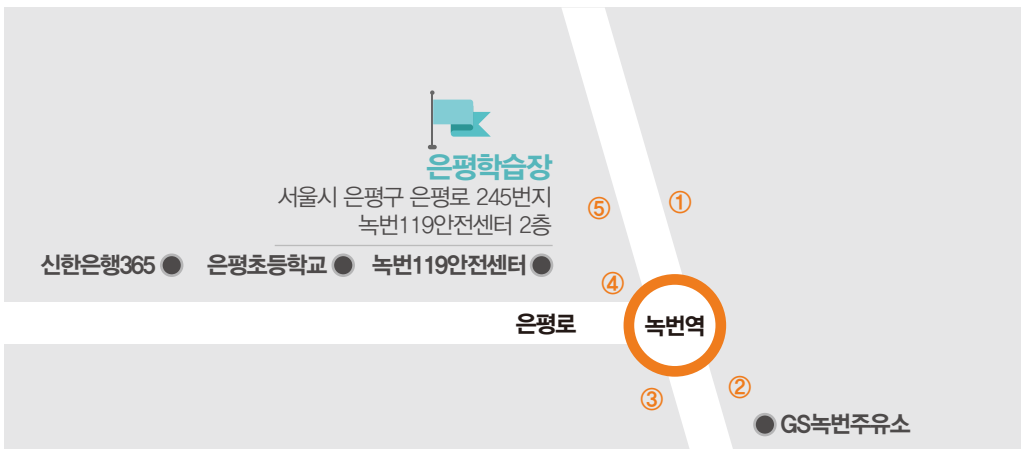 은평학습장
서울시 은평구 은평로 245번지
녹번119안전센터 2층
⑤
①
신한은행365
은평초등학교
녹번119안전센터
④
은평로
녹번역
③
②
GS녹번주유소